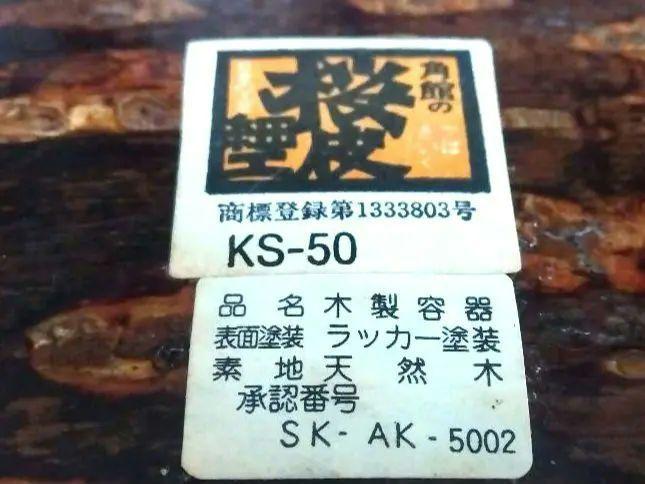 角館の
桜皮
細工
商標登録第1333803号
KS-50
品名木製容器
表面塗装 ラッカー塗装
素地天然木
承認番号
SK-AK-5002